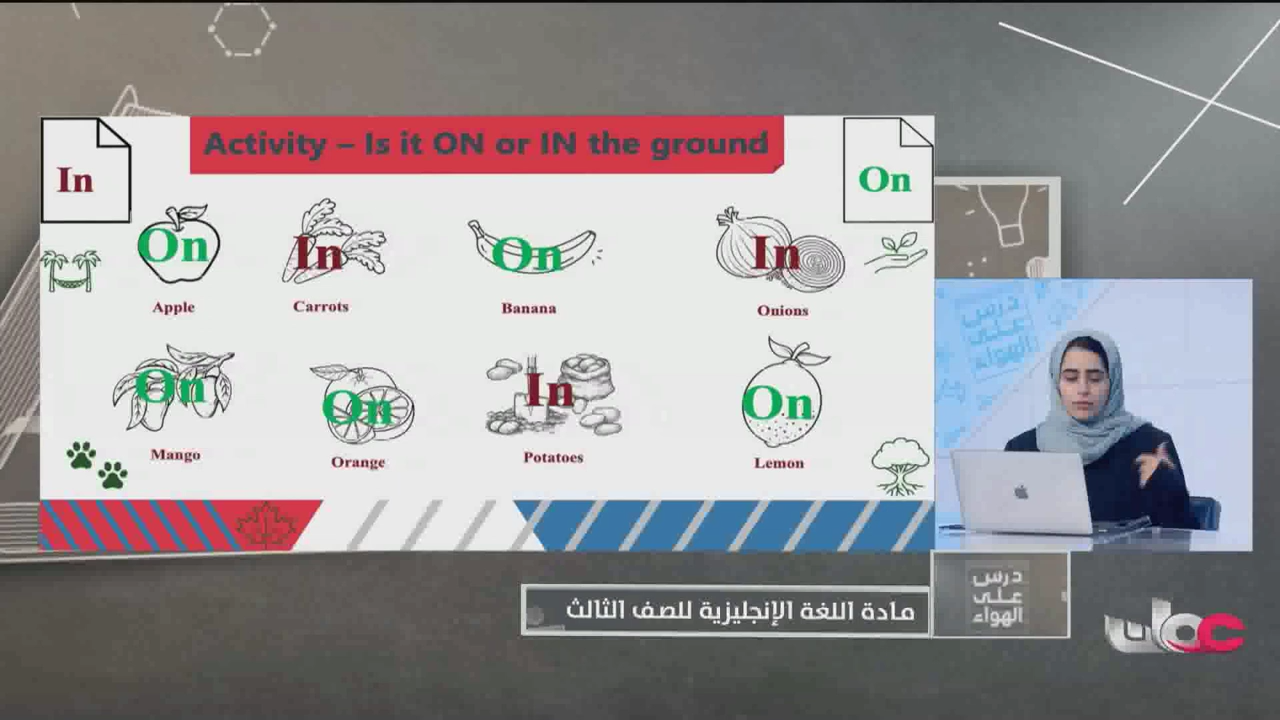 Activity – Is it ON or IN the ground
In
On
On
In
On
In
Apple
Carrots
Banana
Onions
On
On
In
On
Mango
Orange
Potatoes
Lemon
درس
على
الهواء
مادة اللغة الإنجليزية للصف الثالث
درس
على
الهواء